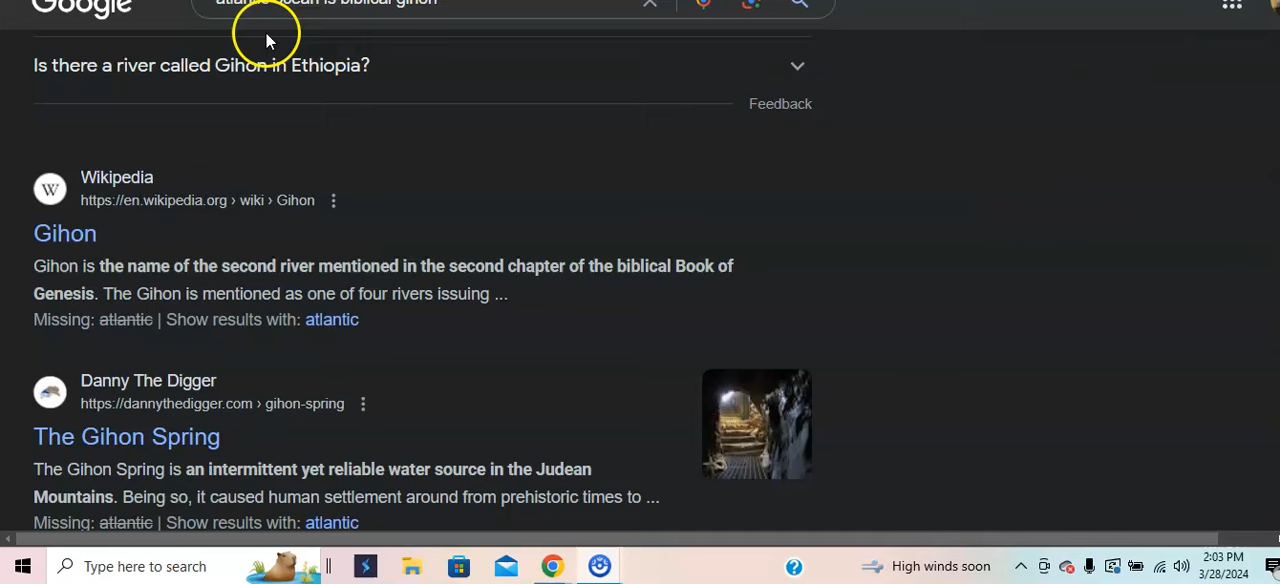 Google
atlantic ocean is biblical gihon
Is there a river called Gihon in Ethiopia?
Feedback
W
Wikipedia
https://en.wikipedia.org › wiki › Gihon
Gihon
Gihon is the name of the second river mentioned in the second chapter of the biblical Book of
Genesis. The Gihon is mentioned as one of four rivers issuing ...
Missing: atlantic | Show results with: atlantic
Danny The Digger
https://dannythedigger.com › gihon-spring
The Gihon Spring
The Gihon Spring is an intermittent yet reliable water source in the Judean
Mountains. Being so, it caused human settlement around from prehistoric times to ...
Missing: atlantic | Show results with: atlantic
Type here to search
High winds soon
2:03 PM
3/28/2024